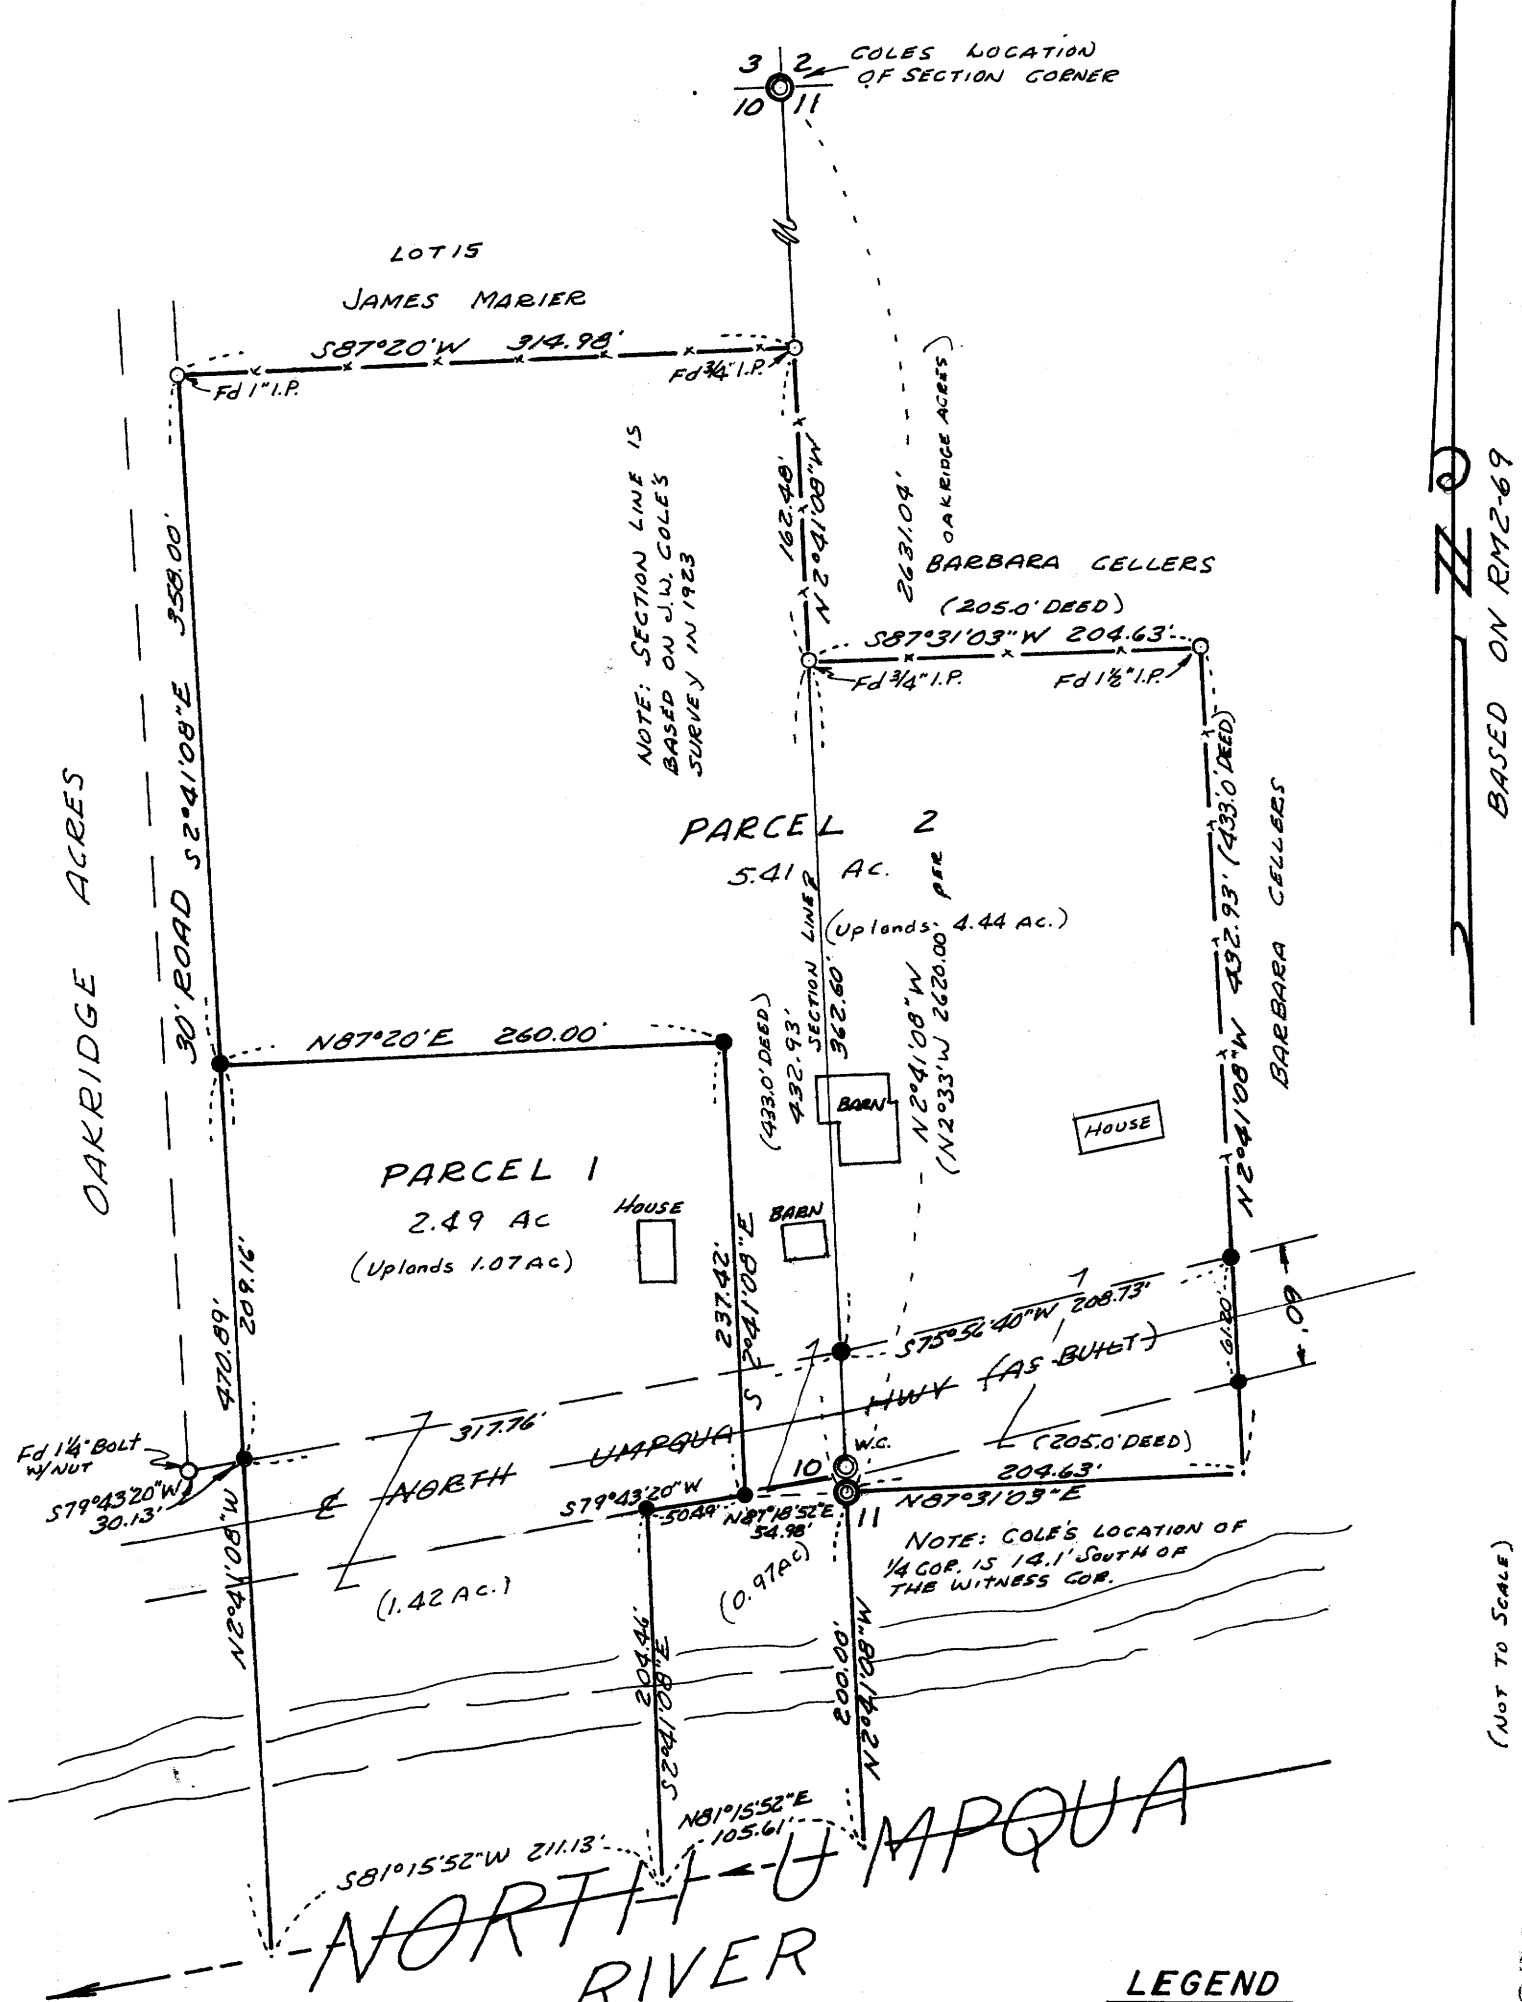 3 2
10 11
COLES LOCATION
OF SECTION CORNER
LOT 15
JAMES MARIER
S87°20'W 314.98'
Fd 1" I.P.
Fd 3/4" I.P.
NOTE: SECTION LINE IS
BASED ON J.W. COLE'S
SURVEY IN 1923
162.48'
N2°41'08"W
2631.04'
OAKRIDGE ACRES)
BARBARA CELLERS
(205.0' DEED)
S87°31'03"W 204.63'
Fd 3/4" I.P.
Fd 1½" I.P.
N
BASED ON RM2-69
OAKRIDGE ACRES
30' ROAD
S2°41'08"E 358.00'
PARCEL 2
5.41 AC.
(Uplands: 4.44 AC.)
SECTION LINE
362.60'
(433.0' DEED)
432.93'
N2°41'08"W
(N2°33'W 2620.00' PER
N2°41'08"W 432.93' (433.0' DEED)
BARBARA CELLERS
N87°20'E 260.00'
BARN
HOUSE
PARCEL 1
2.49 AC
(Uplands 1.07 AC)
HOUSE
BARN
237.42'
S 2°41'08"E
470.89'
209.16'
N2°41'08"W
S75°56'40"W 208.73'
61.20'
60'
317.76'
℄ NORTH UMPQUA HWY (AS BUILT)
Fd 1¼" BOLT
W/NUT
S79°43'20"W
30.13'
W.C.
10
11
(205.0' DEED)
204.63'
N87°31'03"E
S79°43'20"W
50.49'
N87°18'52"E
54.98'
NOTE: COLE'S LOCATION OF
1/4 COR. IS 14.1' SOUTH OF
THE WITNESS COR.
(1.42 AC.)
(0.97 AC)
204.46'
S2°41'08"E
200.00'
N2°41'08"W
S81°15'52"W 211.13'
N81°15'52"E
105.61'
NORTH UMPQUA
RIVER
(NOT TO SCALE)
LEGEND